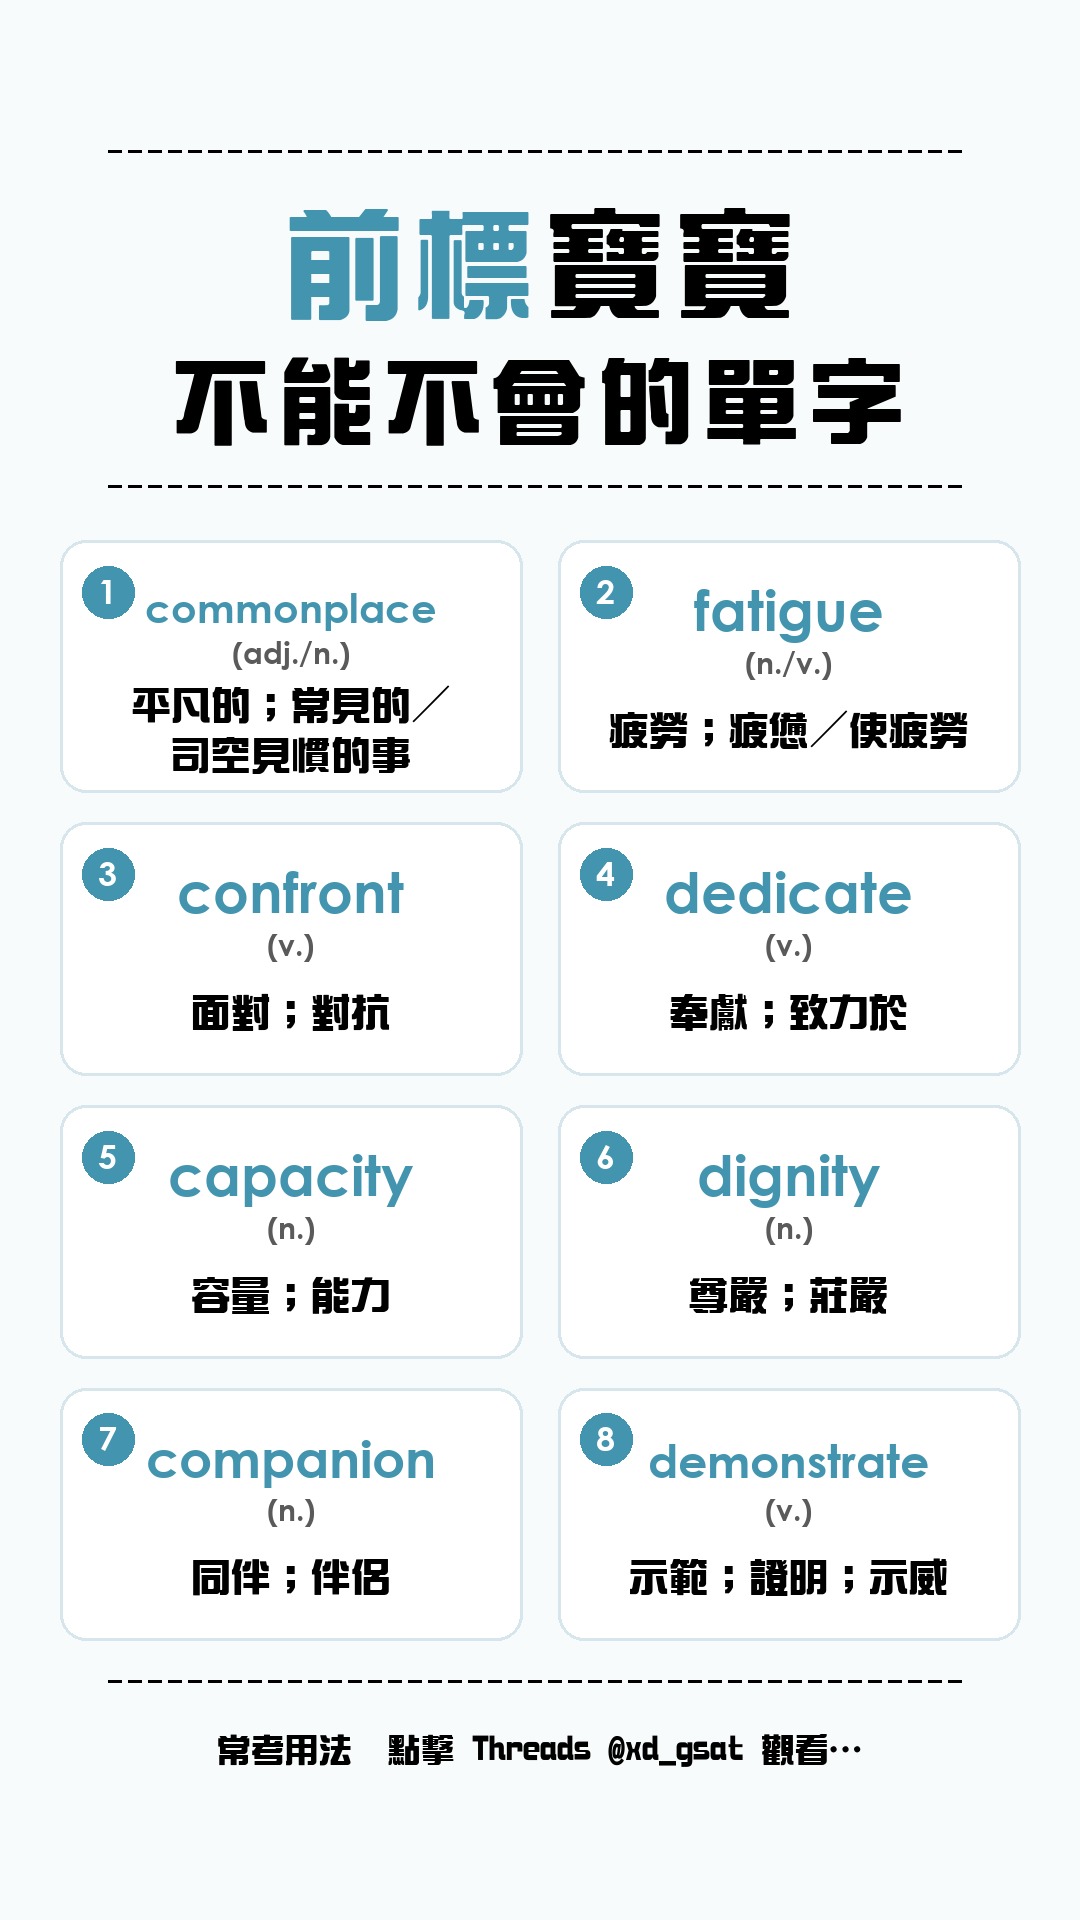 前標寶寶
不能不會的單字
1
commonplace
(adj./n.)
平凡的；常見的／
司空見慣的事
2
fatigue
(n./v.)
疲勞；疲憊／使疲勞
3
confront
(v.)
面對；對抗
4
dedicate
(v.)
奉獻；致力於
5
capacity
(n.)
容量；能力
6
dignity
(n.)
尊嚴；莊嚴
7
companion
(n.)
同伴；伴侶
8
demonstrate
(v.)
示範；證明；示威
常考用法　點擊 Threads @xd_gsat 觀看⋯